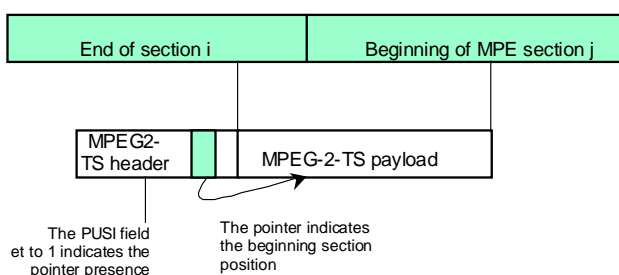 End of section i
Beginning of MPE section j
MPEG2-
TS header
MPEG-2-TS payload
The PUSI field
et to 1 indicates the
pointer presence
The pointer indicates
the beginning section
position